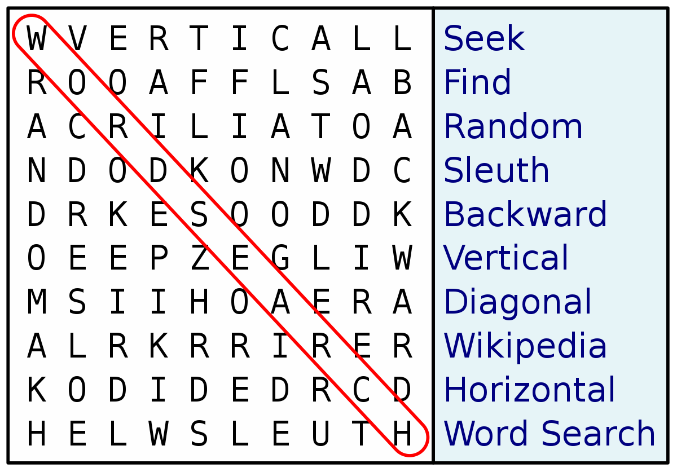 W V E R T I C A L L
R O O A F F L S A B
A C R I L I A T O A
N D O D K O N W D C
D R K E S O O D D K
O E E P Z E G L I W
M S I I H O A E R A
A L R K R R I R E R
K O D I D E D R C D
H E L W S L E U T H
Seek
Find
Random
Sleuth
Backward
Vertical
Diagonal
Wikipedia
Horizontal
Word Search